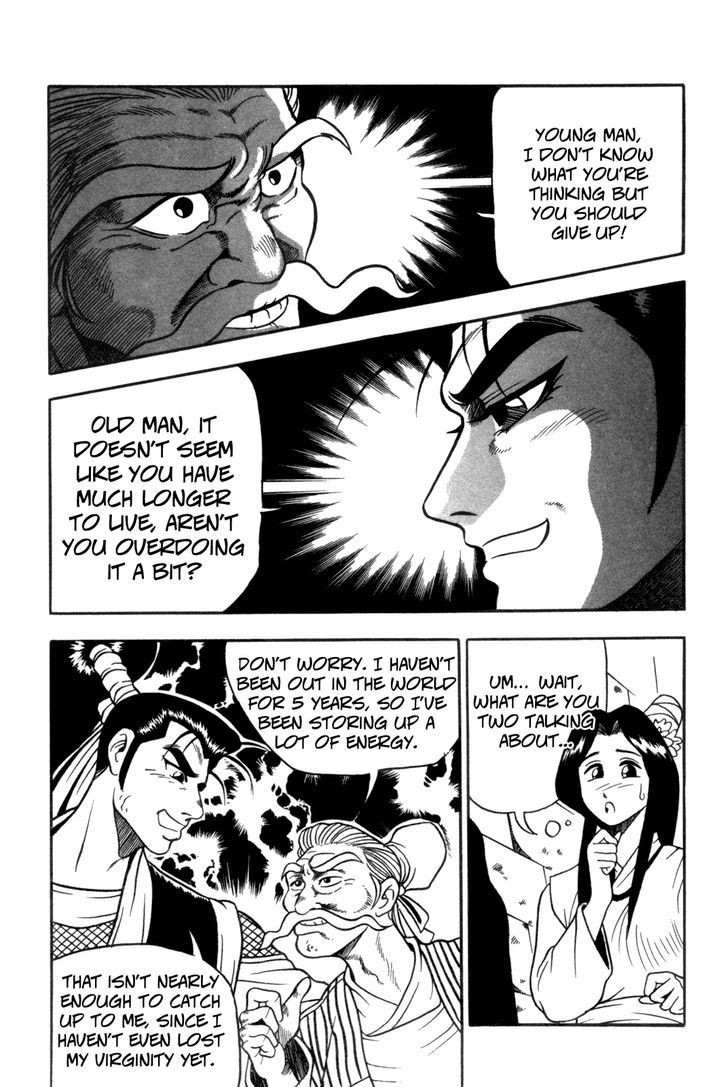 YOUNG MAN,
I DON'T KNOW
WHAT YOU'RE
THINKING BUT
YOU SHOULD
GIVE UP!
OLD MAN, IT
DOESN'T SEEM
LIKE YOU HAVE
MUCH LONGER
TO LIVE, AREN'T
YOU OVERDOING
IT A BIT?
UM... WAIT,
WHAT ARE YOU
TWO TALKING
ABOUT...
DON'T WORRY. I HAVEN'T
BEEN OUT IN THE WORLD
FOR 5 YEARS, SO I'VE
BEEN STORING UP A
LOT OF ENERGY.
THAT ISN'T NEARLY
ENOUGH TO CATCH
UP TO ME, SINCE I
HAVEN'T EVEN LOST
MY VIRGINITY YET.